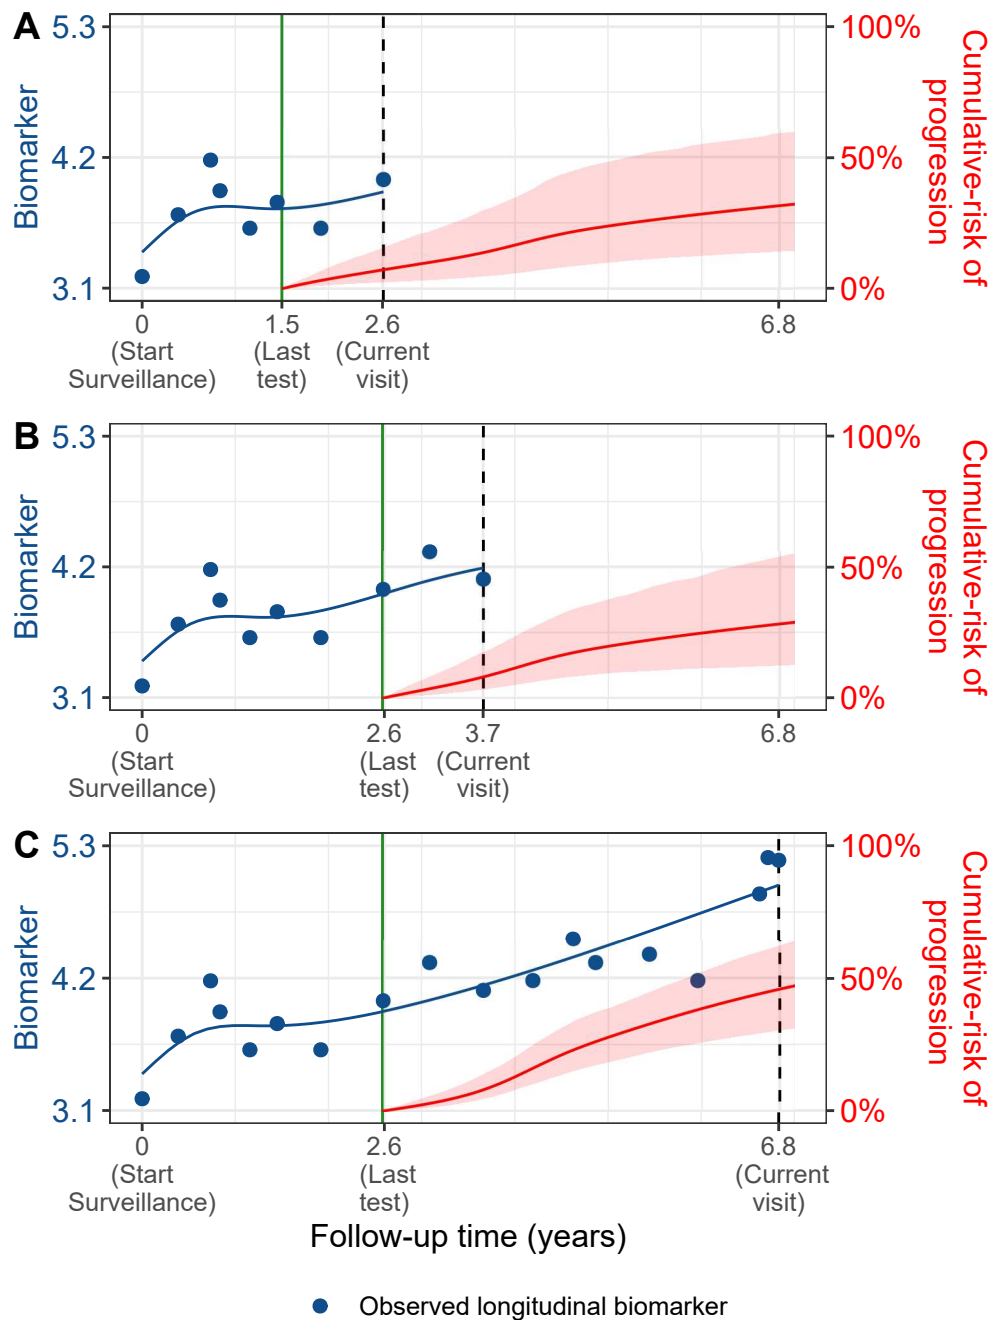 A
5.3
4.2
3.1
Biomarker
100%
50%
0%
Cumulative-risk of
progression
0
(Start
Surveillance)
1.5
(Last
test)
2.6
(Current
visit)
6.8
B
5.3
4.2
3.1
Biomarker
100%
50%
0%
Cumulative-risk of
progression
0
(Start
Surveillance)
2.6
(Last
test)
3.7
(Current
visit)
6.8
C
5.3
4.2
3.1
Biomarker
100%
50%
0%
Cumulative-risk of
progression
0
(Start
Surveillance)
2.6
(Last
test)
6.8
(Current
visit)
Follow-up time (years)
Observed longitudinal biomarker